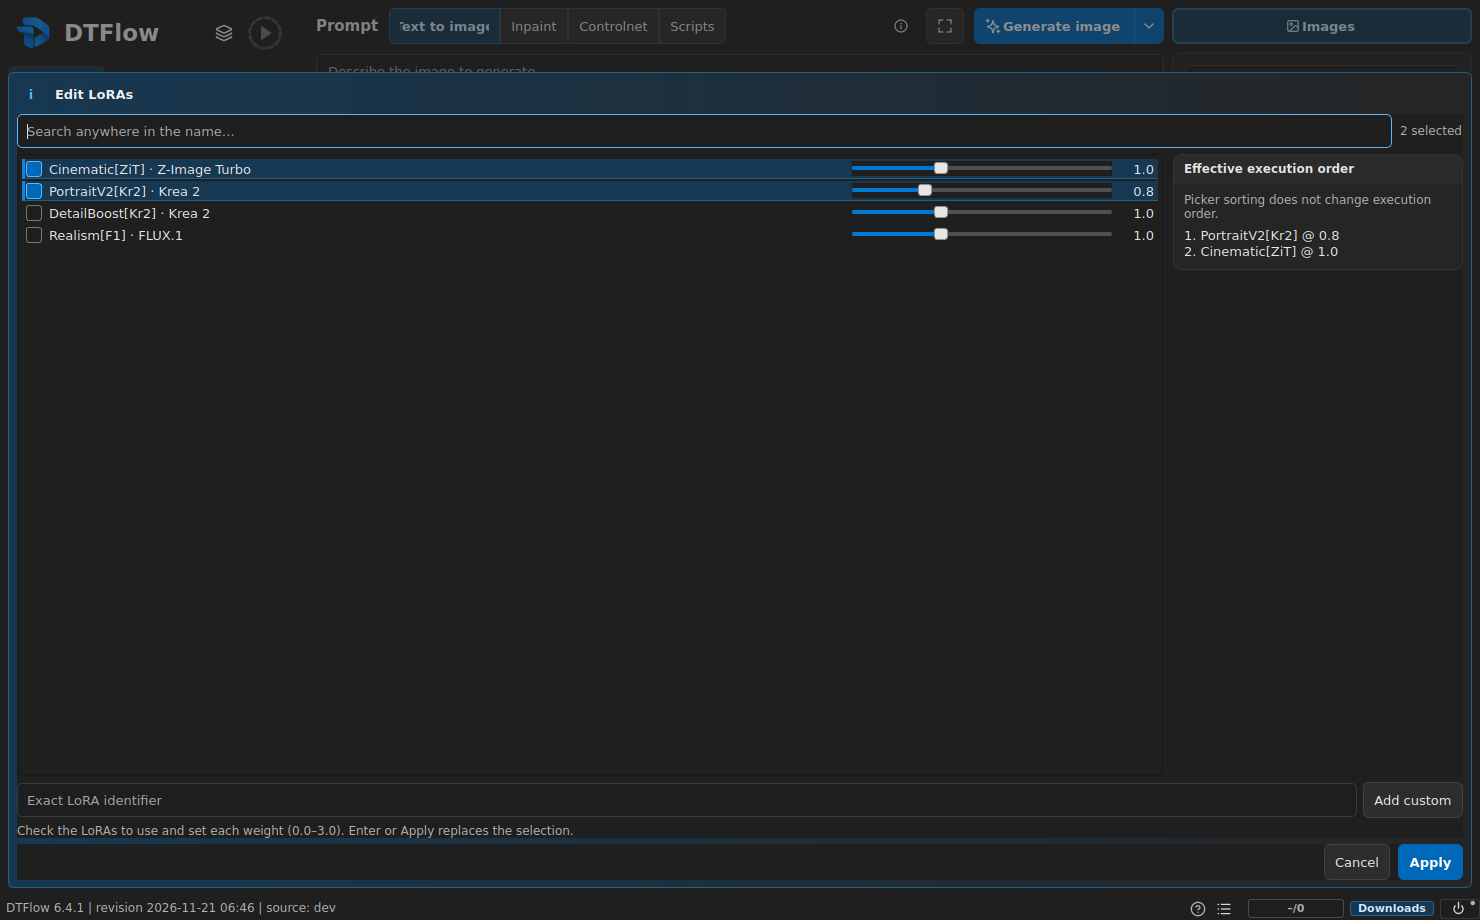 DTFlow
Prompt
Text to image
Inpaint
Controlnet
Scripts
Generate image
Images
Describe the image to generate
Edit LoRAs
Search anywhere in the name...
2 selected
Cinematic[ZiT] · Z-Image Turbo
1.0
PortraitV2[Kr2] · Krea 2
0.8
DetailBoost[Kr2] · Krea 2
1.0
Realism[F1] · FLUX.1
1.0
Effective execution order
Picker sorting does not change execution
order.
1. PortraitV2[Kr2] @ 0.8
2. Cinematic[ZiT] @ 1.0
Exact LoRA identifier
Add custom
Check the LoRAs to use and set each weight (0.0–3.0). Enter or Apply replaces the selection.
Cancel
Apply
DTFlow 6.4.1 | revision 2026-11-21 06:46 | source: dev
-/0
Downloads